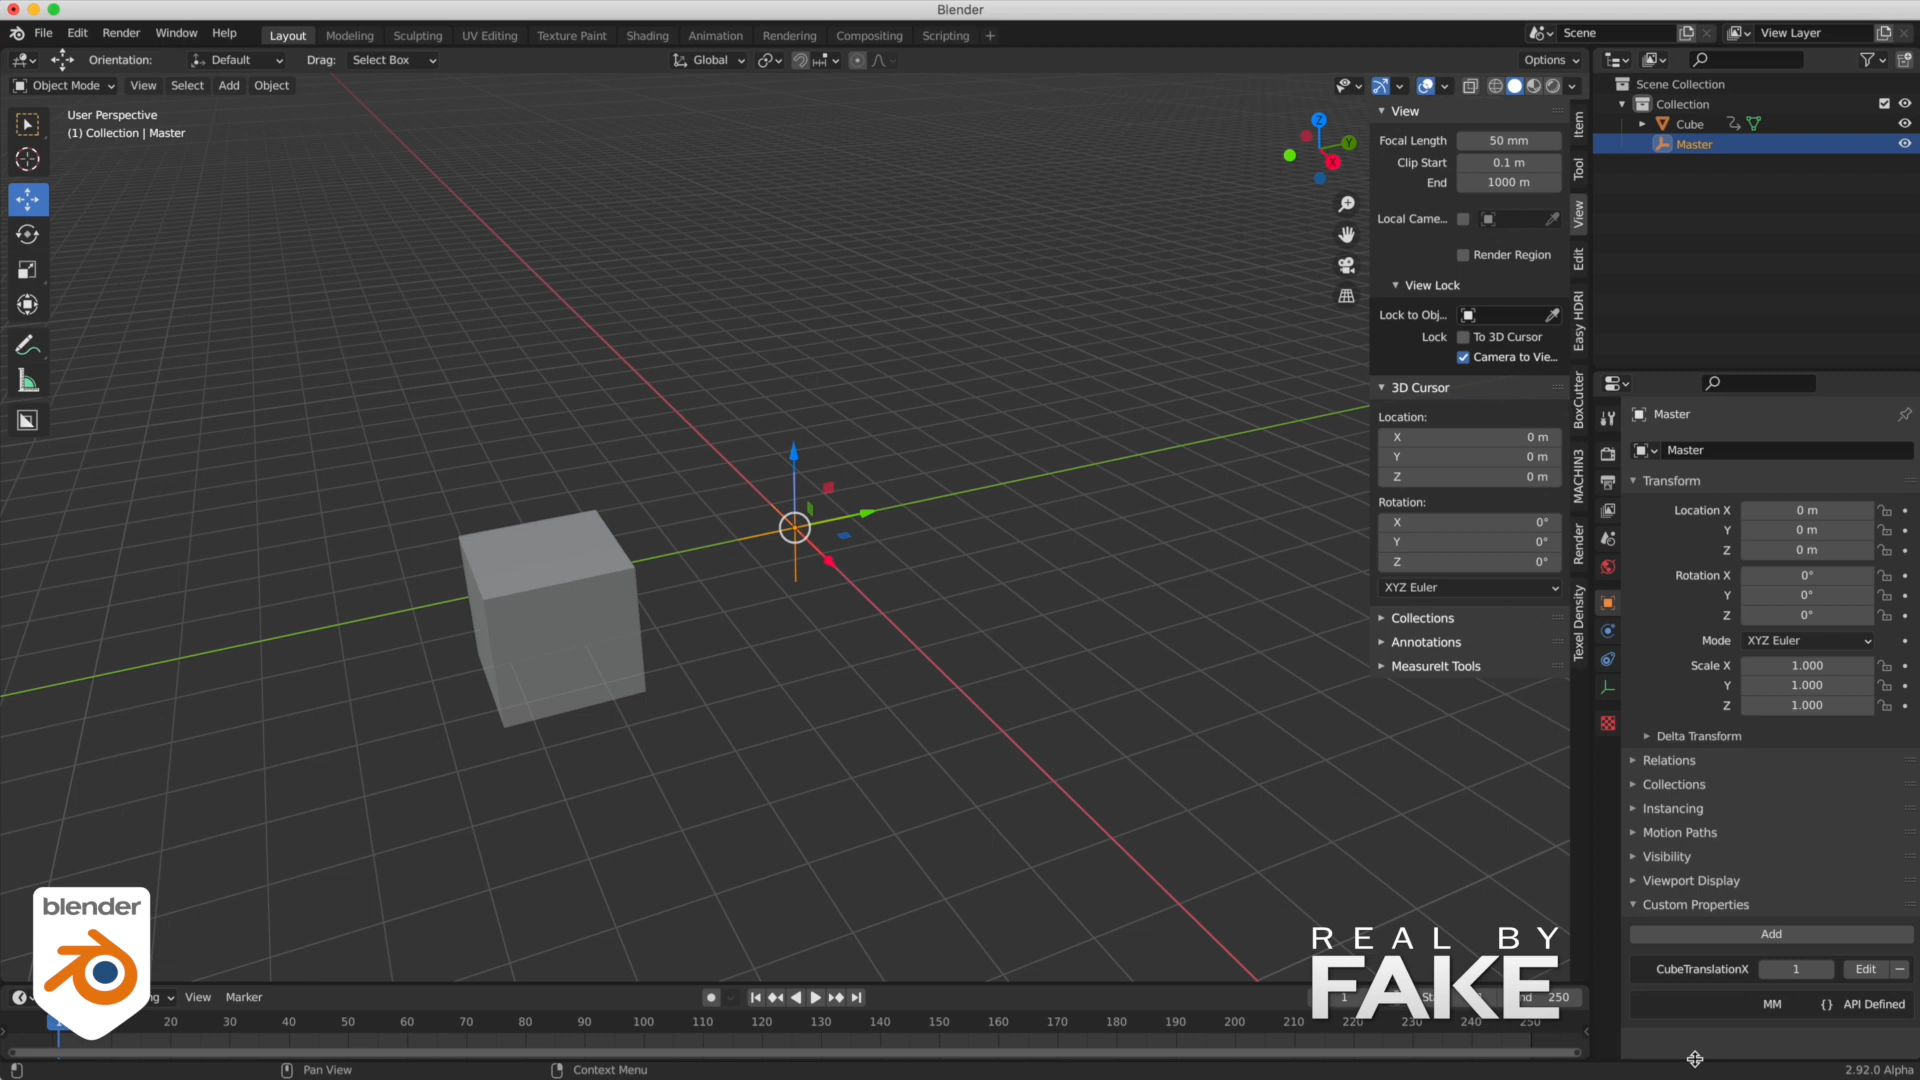 Blender
File Edit Render Window Help Layout Modeling Sculpting UV Editing Texture Paint Shading Animation Rendering Compositing Scripting + Scene View Layer
Orientation: Default Drag: Select Box Global Options
Object Mode View Select Add Object
User Perspective
(1) Collection | Master
View
Focal Length 50 mm
Clip Start 0.1 m
End 1000 m
Local Came...
Render Region
View Lock
Lock to Obj...
Lock To 3D Cursor
Camera to Vie...
3D Cursor
Location:
X 0 m
Y 0 m
Z 0 m
Rotation:
X 0°
Y 0°
Z 0°
XYZ Euler
Collections
Annotations
MeasureIt Tools
Item
Tool
View
Edit
Easy HDRI
BoxCutter
MACHIN3
Render
Texel Density
Z
Y
X
Scene Collection
Collection
Cube
Master
Master
Master
Transform
Location X 0 m
Y 0 m
Z 0 m
Rotation X 0°
Y 0°
Z 0°
Mode XYZ Euler
Scale X 1.000
Y 1.000
Z 1.000
Delta Transform
Relations
Collections
Instancing
Motion Paths
Visibility
Viewport Display
Custom Properties
Add
CubeTranslationX 1 Edit
MM {} API Defined
blender
REAL BY
FAKE
View Marker 1 250
20 30 40 50 60 70 80 90 100 110 120 130 140 150 160 170 180 190 200 210 220 230 240 250
Pan View Context Menu 2.92.0 Alpha